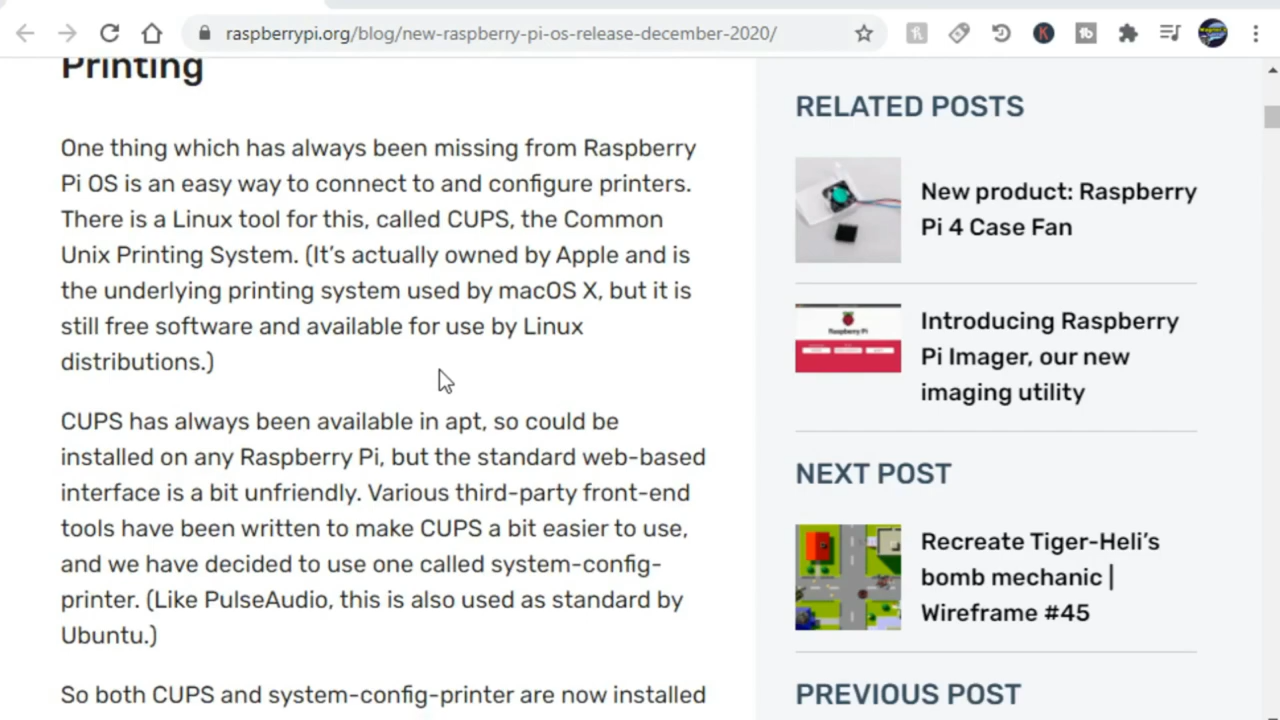 raspberrypi.org/blog/new-raspberry-pi-os-release-december-2020/
Printing
One thing which has always been missing from Raspberry
Pi OS is an easy way to connect to and configure printers.
There is a Linux tool for this, called CUPS, the Common
Unix Printing System. (It’s actually owned by Apple and is
the underlying printing system used by macOS X, but it is
still free software and available for use by Linux
distributions.)
CUPS has always been available in apt, so could be
installed on any Raspberry Pi, but the standard web-based
interface is a bit unfriendly. Various third-party front-end
tools have been written to make CUPS a bit easier to use,
and we have decided to use one called system-config-
printer. (Like PulseAudio, this is also used as standard by
Ubuntu.)
So both CUPS and system-config-printer are now installed
RELATED POSTS
New product: Raspberry
Pi 4 Case Fan
Raspberry Pi
Introducing Raspberry
Pi Imager, our new
imaging utility
NEXT POST
Recreate Tiger-Heli’s
bomb mechanic |
Wireframe #45
PREVIOUS POST